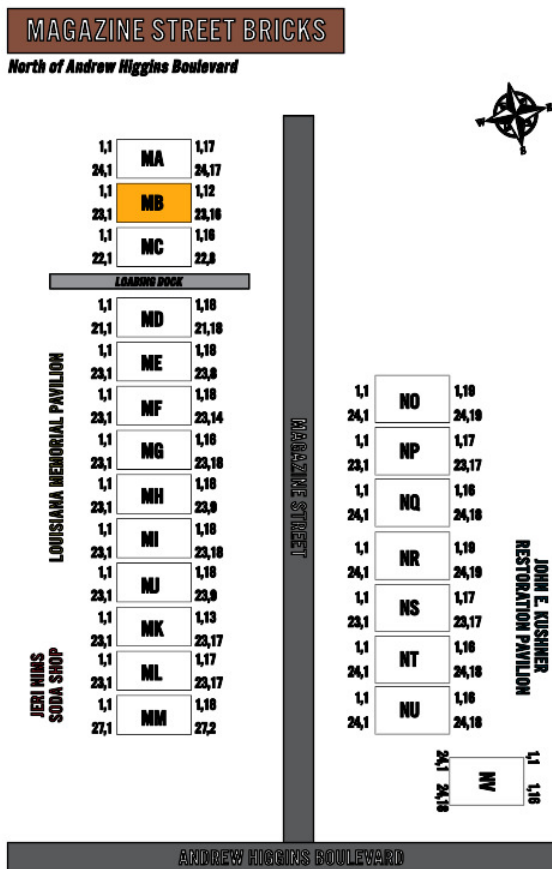 MAGAZINE STREET BRICKS
North of Andrew Higgins Boulevard
W S
1,1 MA 1,17
24,1 24,17
1,1 MB 1,12
23,1 23,16
1,1 MC 1,16
22,1 22,8
LOADING DOCK
1,1 MD 1,18
21,1 21,18
1,1 ME 1,18
23,1 23,8
1,1 MF 1,18
23,1 23,14
1,1 MG 1,16
23,1 23,18
1,1 MH 1,18
23,1 23,9
1,1 MI 1,18
23,1 23,18
1,1 MJ 1,18
23,1 23,9
1,1 MK 1,13
23,1 23,17
1,1 ML 1,17
23,1 23,17
1,1 MM 1,18
27,1 27,2
LOUISIANA MEMORIAL PAVILION
JERI NIMS
SODA SHOP
MAGAZINE STREET
1,1 NO 1,19
24,1 24,19
1,1 NP 1,17
23,1 23,17
1,1 NQ 1,16
24,1 24,18
1,1 NR 1,19
24,1 24,19
1,1 NS 1,17
23,1 23,17
1,1 NT 1,16
24,1 24,18
1,1 NU 1,16
24,1 24,18
JOHN E. KUSHNER
RESTORATION PAVILION
1,1 NV 1,16
24,1 24,18
ANDREW HIGGINS BOULEVARD